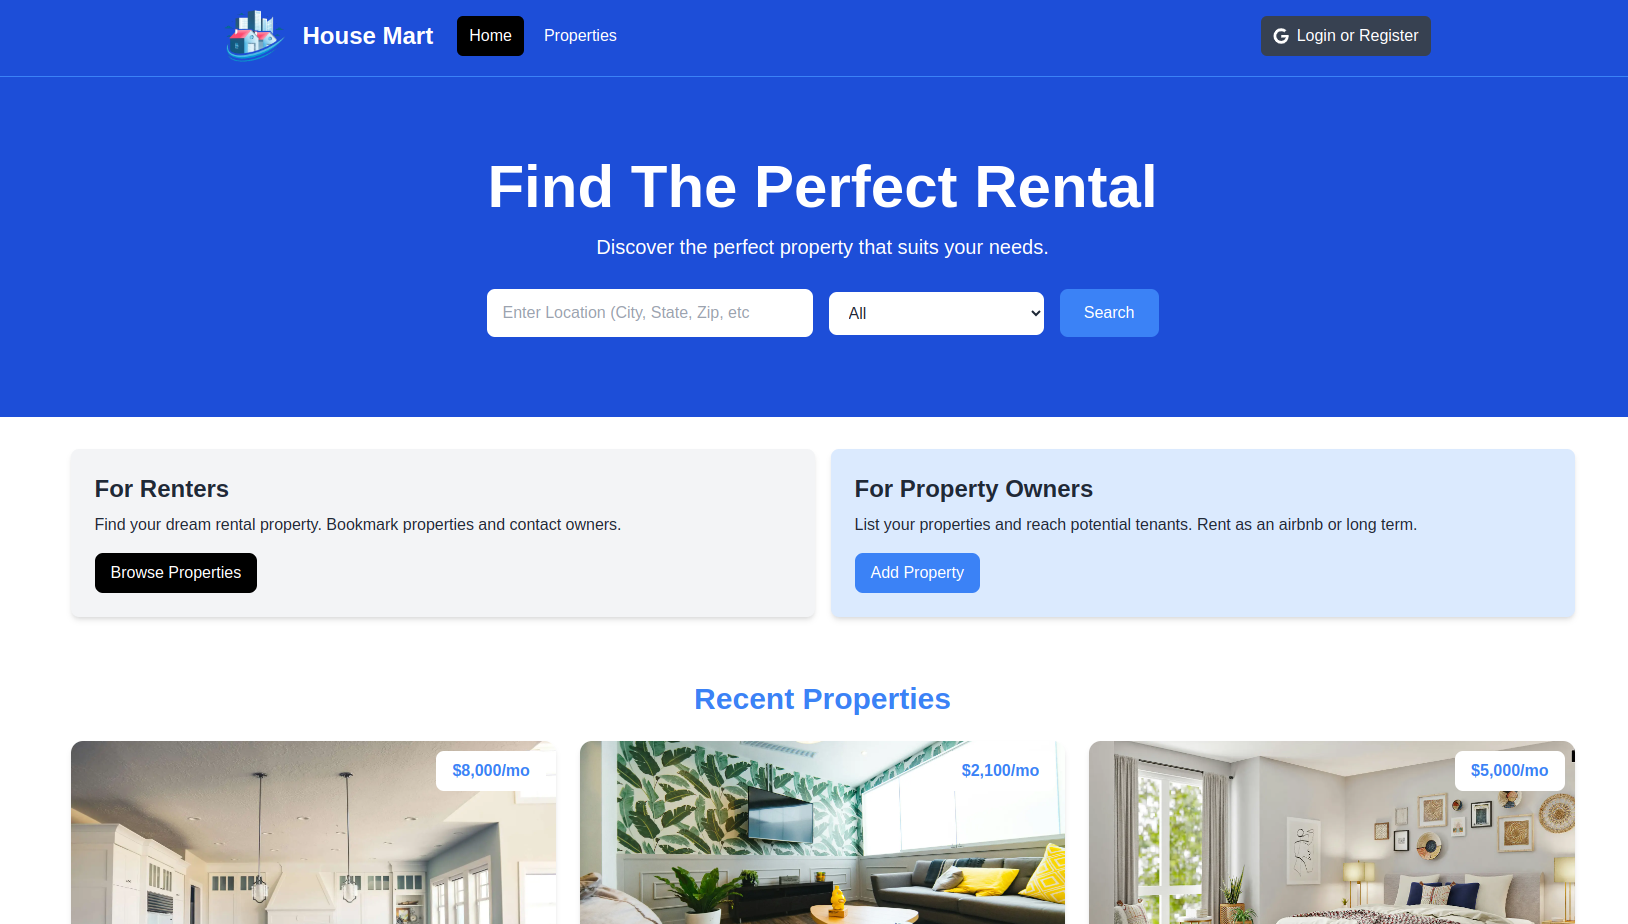 House Mart
Home
Properties
Login or Register
Find The Perfect Rental
Discover the perfect property that suits your needs.
Enter Location (City, State, Zip, etc
All
Search
For Renters
Find your dream rental property. Bookmark properties and contact owners.
Browse Properties
For Property Owners
List your properties and reach potential tenants. Rent as an airbnb or long term.
Add Property
Recent Properties
$8,000/mo
$2,100/mo
$5,000/mo